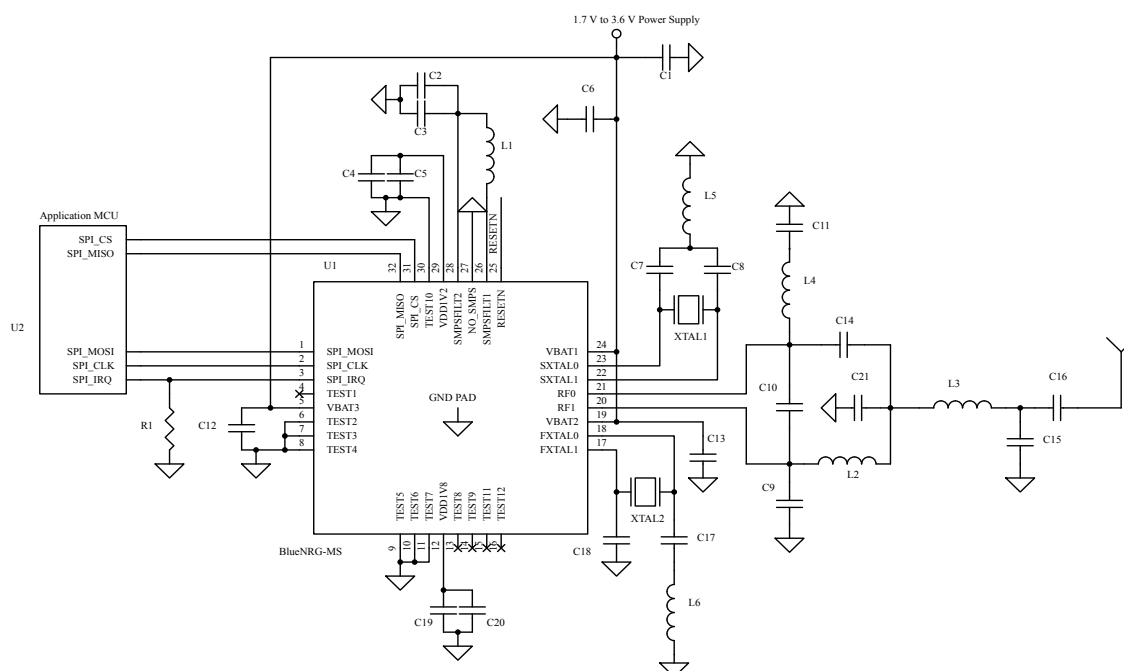 1.7 V to 3.6 V Power Supply
C1
C2
C3
C6
L1
C4
C5
L5
C11
RESETN
Application MCU
SPI_CS
SPI_MISO
U2
SPI_MOSI
SPI_CLK
SPI_IRQ
U1
32
31
30
29
28
27
26
25
SPI_MISO
SPI_CS
TEST10
VDD1V2
SMPSFILT2
NO_SMPS
SMPSFILT1
RESETN
C7
C8
XTAL1
L4
C14
C10
C21
L3
C16
C15
L2
C9
1
2
3
4
5
6
7
8
SPI_MOSI
SPI_CLK
SPI_IRQ
TEST1
VBAT3
TEST2
TEST3
TEST4
GND PAD
VBAT1
SXTAL0
SXTAL1
RF0
RF1
VBAT2
FXTAL0
FXTAL1
24
23
22
21
20
19
18
17
R1
C12
C13
XTAL2
C18
C17
L6
TEST5
TEST6
TEST7
VDD1V8
TEST8
TEST9
TEST11
TEST12
9
10
11
12
13
14
15
16
BlueNRG-MS
C19
C20